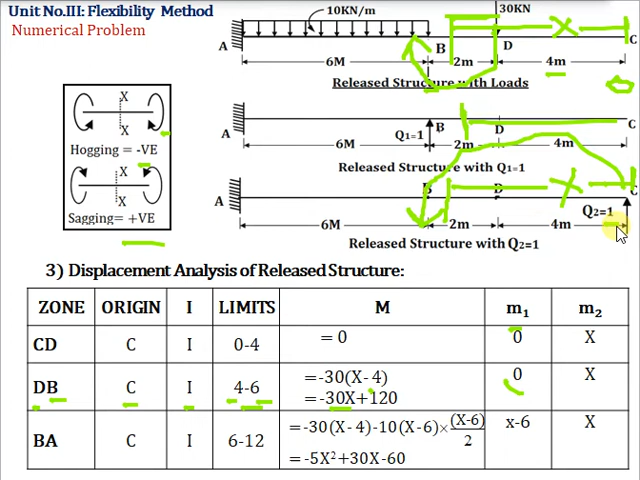 Unit No.III: Flexibility Method
Numerical Problem
10KN/m
30KN
A
B
D
C
6M
2m
4m
Released Structure with Loads
X
X
Hogging = -VE
X
X
Sagging = +VE
A
B
D
C
Q1=1
6M
2m
4m
Released Structure with Q1=1
A
B
D
C
Q2=1
6M
2m
4m
Released Structure with Q2=1
3) Displacement Analysis of Released Structure:
ZONE ORIGIN I LIMITS M m1 m2
CD C I 0-4 = 0 0 X
DB C I 4-6 =-30(X-4) 0 X
=-30X+120
BA C I 6-12 =-30(X-4)-10(X-6)×(X-6)/2 x-6 X
=-5X²+30X-60